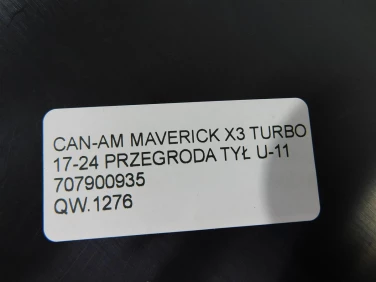 CAN-AM MAVERICK X3 TURBO
17-24 PRZEGRODA TYŁ U-11
707900935
QW.1276